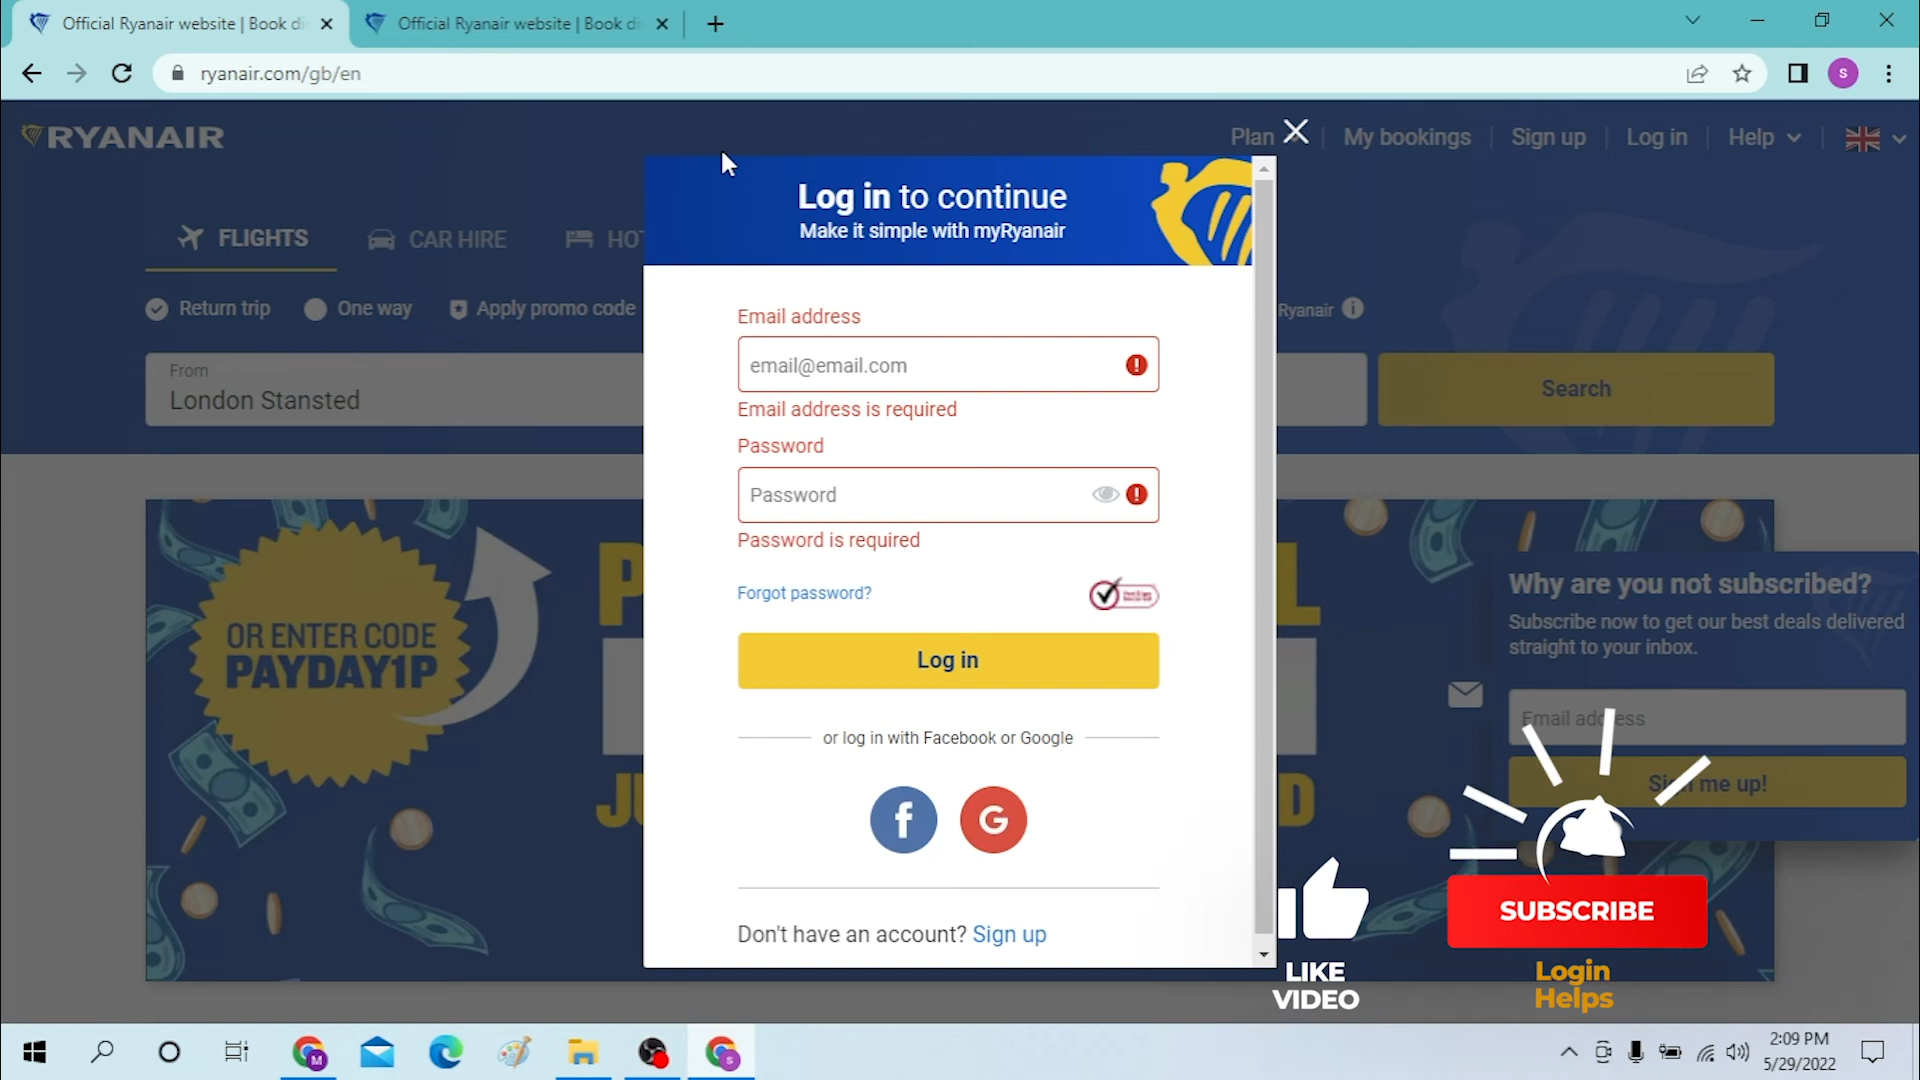 Official Ryanair website | Book di
Official Ryanair website | Book di
ryanair.com/gb/en
S
RYANAIR
Plan
My bookings
Sign up
Log in
Help
FLIGHTS
CAR HIRE
HOT
Return trip
One way
Apply promo code
Ryanair
From
London Stansted
Search
Log in to continue
Make it simple with myRyanair
Email address
email@email.com
Email address is required
Password
Password
Password is required
Forgot password?
Log in
or log in with Facebook or Google
f
G
Don't have an account? Sign up
OR ENTER CODE
PAYDAY1P
Why are you not subscribed?
Subscribe now to get our best deals delivered
straight to your inbox.
Email address
Sign me up!
SUBSCRIBE
LIKE
VIDEO
Login
Helps
M
S
2:09 PM
5/29/2022